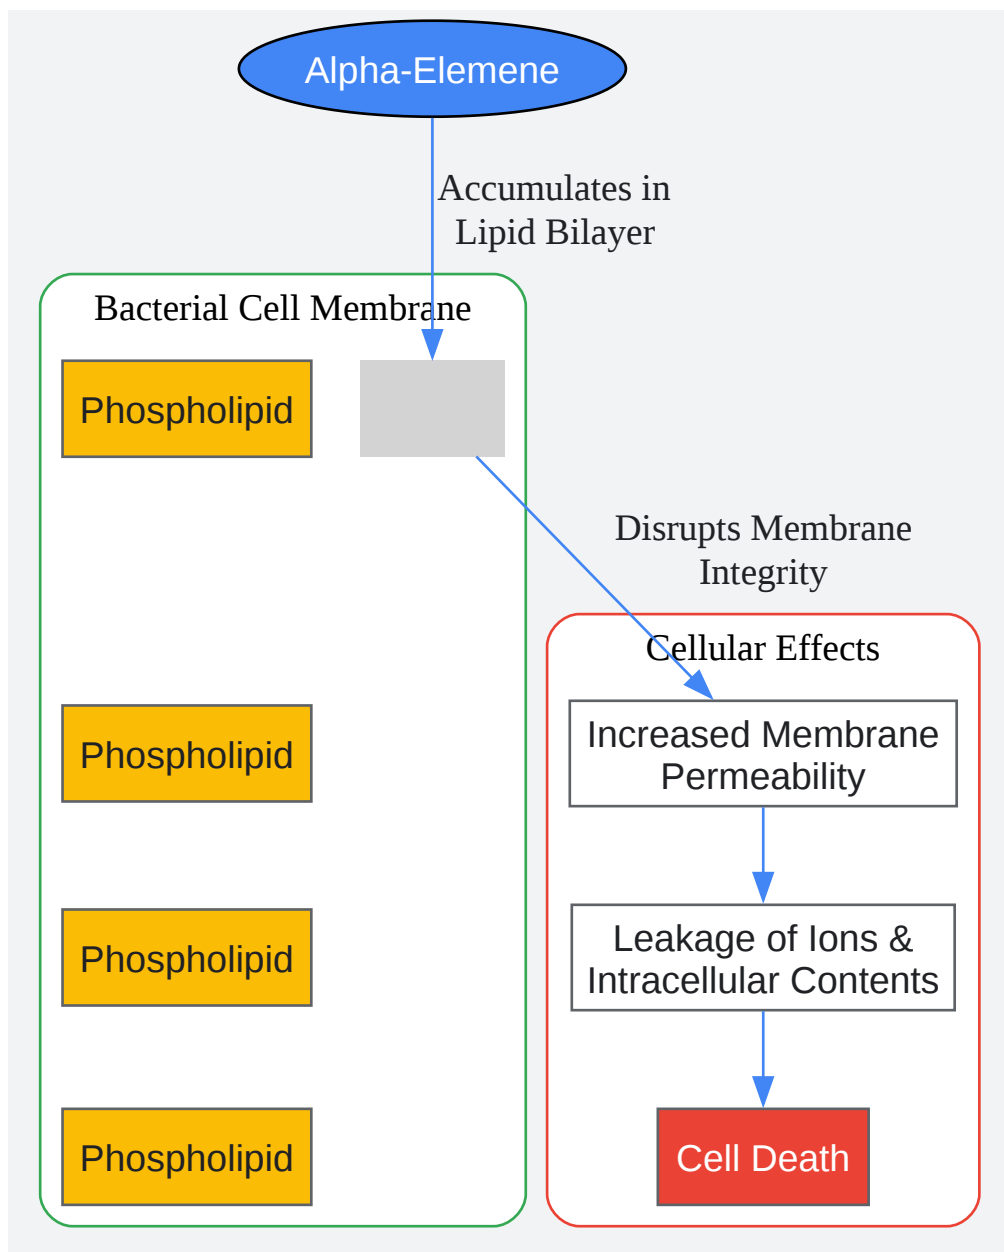 Alpha-Elemene
Accumulates in
Lipid Bilayer
Bacterial Cell Membrane
Phospholipid
Disrupts Membrane
Integrity
Cellular Effects
Increased Membrane
Permeability
Phospholipid
Leakage of Ions &
Intracellular Contents
Phospholipid
Cell Death
Phospholipid